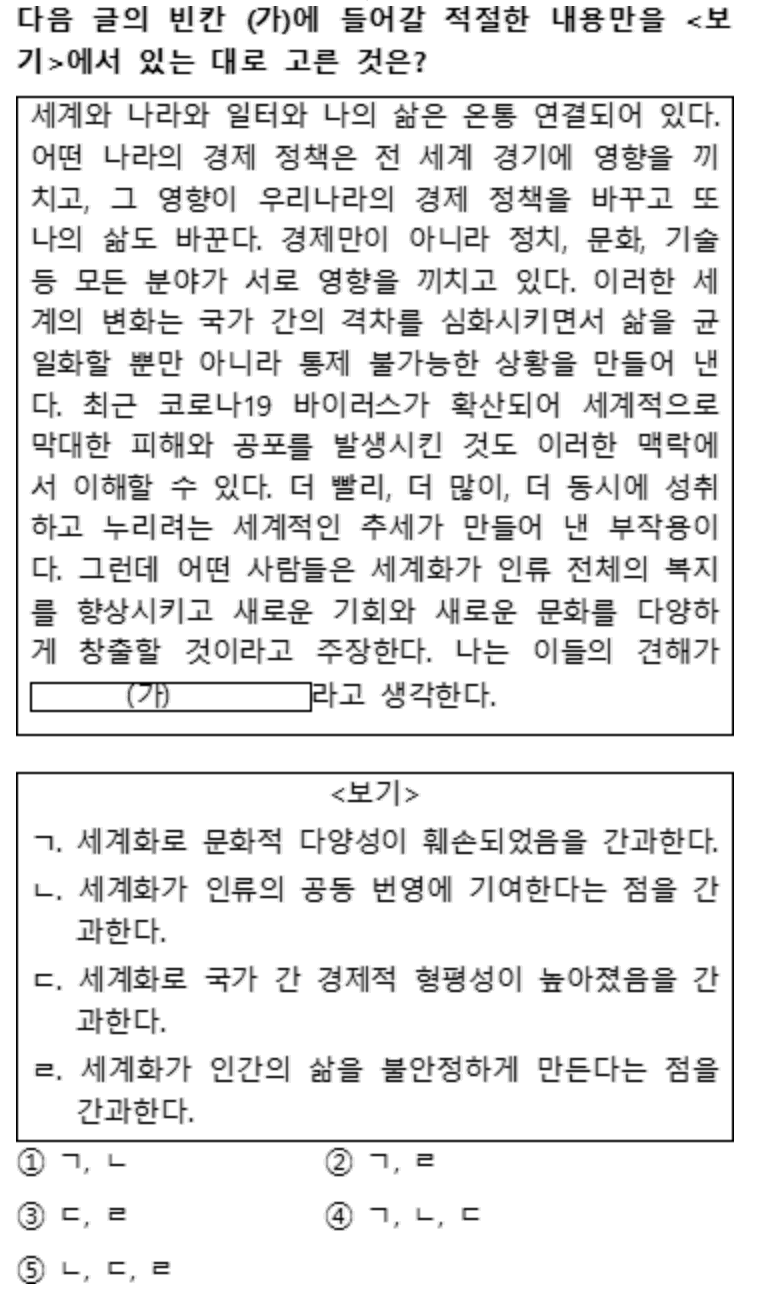 다음 글의 빈칸 (가)에 들어갈 적절한 내용만을 <보
기>에서 있는 대로 고른 것은?
세계와 나라와 일터와 나의 삶은 온통 연결되어 있다.
어떤 나라의 경제 정책은 전 세계 경기에 영향을 끼
치고, 그 영향이 우리나라의 경제 정책을 바꾸고 또
나의 삶도 바꾼다. 경제만이 아니라 정치, 문화, 기술
등 모든 분야가 서로 영향을 끼치고 있다. 이러한 세
계의 변화는 국가 간의 격차를 심화시키면서 삶을 균
일화할 뿐만 아니라 통제 불가능한 상황을 만들어 낸
다. 최근 코로나19 바이러스가 확산되어 세계적으로
막대한 피해와 공포를 발생시킨 것도 이러한 맥락에
서 이해할 수 있다. 더 빨리, 더 많이, 더 동시에 성취
하고 누리려는 세계적인 추세가 만들어 낸 부작용이
다. 그런데 어떤 사람들은 세계화가 인류 전체의 복지
를 향상시키고 새로운 기회와 새로운 문화를 다양하
게 창출할 것이라고 주장한다. 나는 이들의 견해가
(가) 라고 생각한다.
<보기>
ㄱ. 세계화로 문화적 다양성이 훼손되었음을 간과한다.
ㄴ. 세계화가 인류의 공동 번영에 기여한다는 점을 간
과한다.
ㄷ. 세계화로 국가 간 경제적 형평성이 높아졌음을 간
과한다.
ㄹ. 세계화가 인간의 삶을 불안정하게 만든다는 점을
간과한다.
① ㄱ, ㄴ ② ㄱ, ㄹ
③ ㄷ, ㄹ ④ ㄱ, ㄴ, ㄷ
⑤ ㄴ, ㄷ, ㄹ